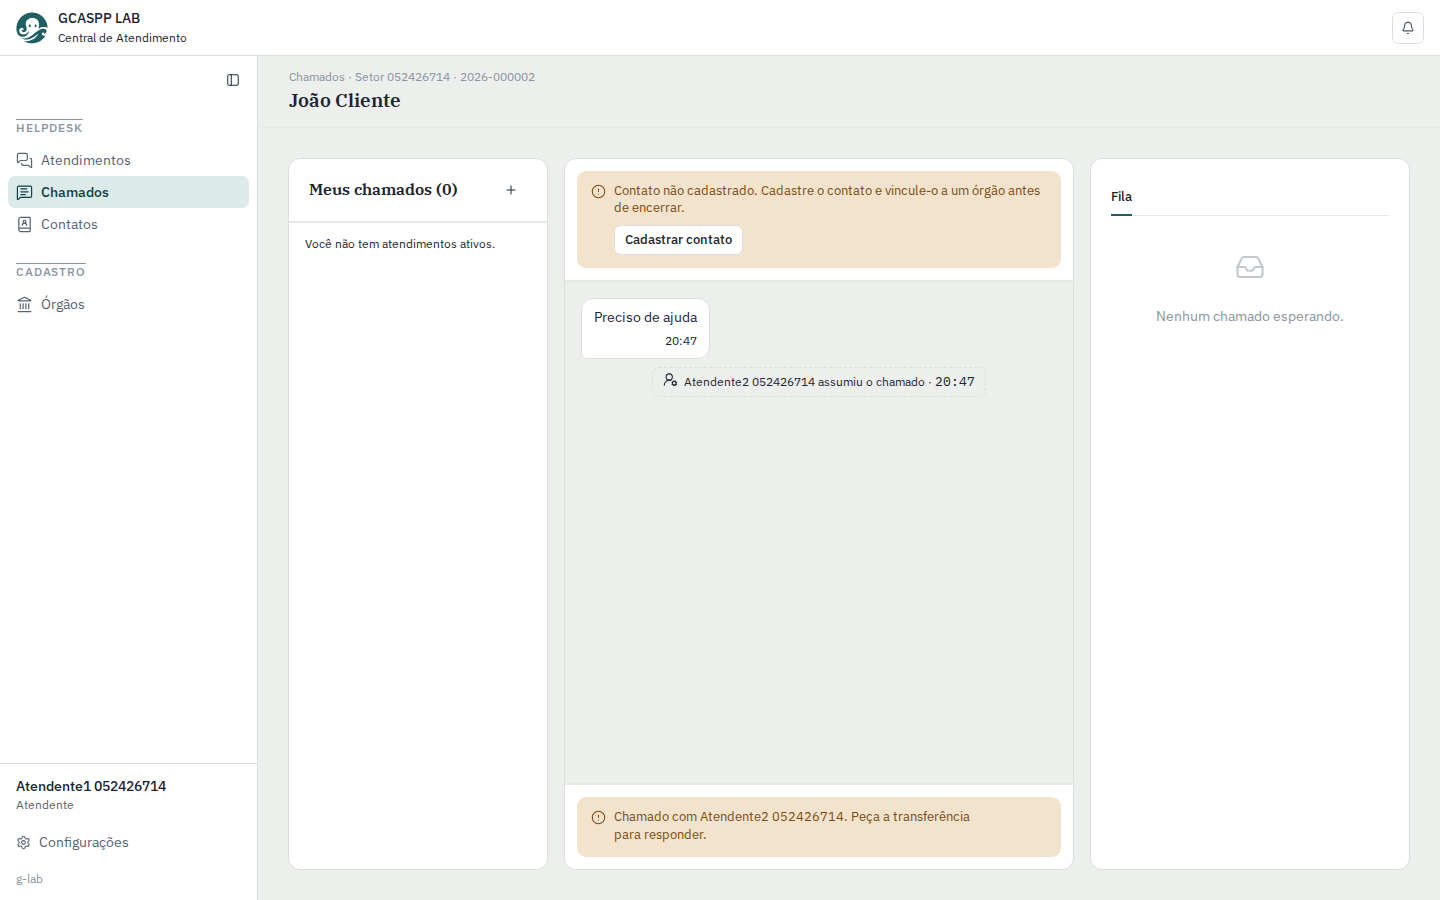 GCASPP LAB
Central de Atendimento
HELPDESK
Atendimentos
Chamados
Contatos
CADASTRO
Órgãos
Atendente1 052426714
Atendente
Configurações
g-lab
Chamados · Setor 052426714 · 2026-000002
João Cliente
Meus chamados (0)
Você não tem atendimentos ativos.
Contato não cadastrado. Cadastre o contato e vincule-o a um órgão antes
de encerrar.
Cadastrar contato
Preciso de ajuda
20:47
Atendente2 052426714 assumiu o chamado · 20:47
Chamado com Atendente2 052426714. Peça a transferência
para responder.
Fila
Nenhum chamado esperando.